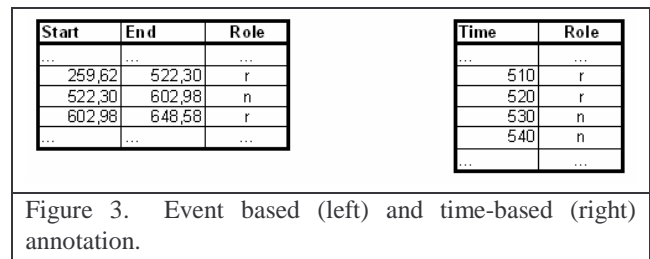 Start End Role
... ... ...
259,62 522,30 r
522,30 602,98 n
602,98 648,58 r
... ... ...
Time Role
... ...
510 r
520 r
530 n
540 n
... ...
Figure 3. Event based (left) and time-based (right)
annotation.